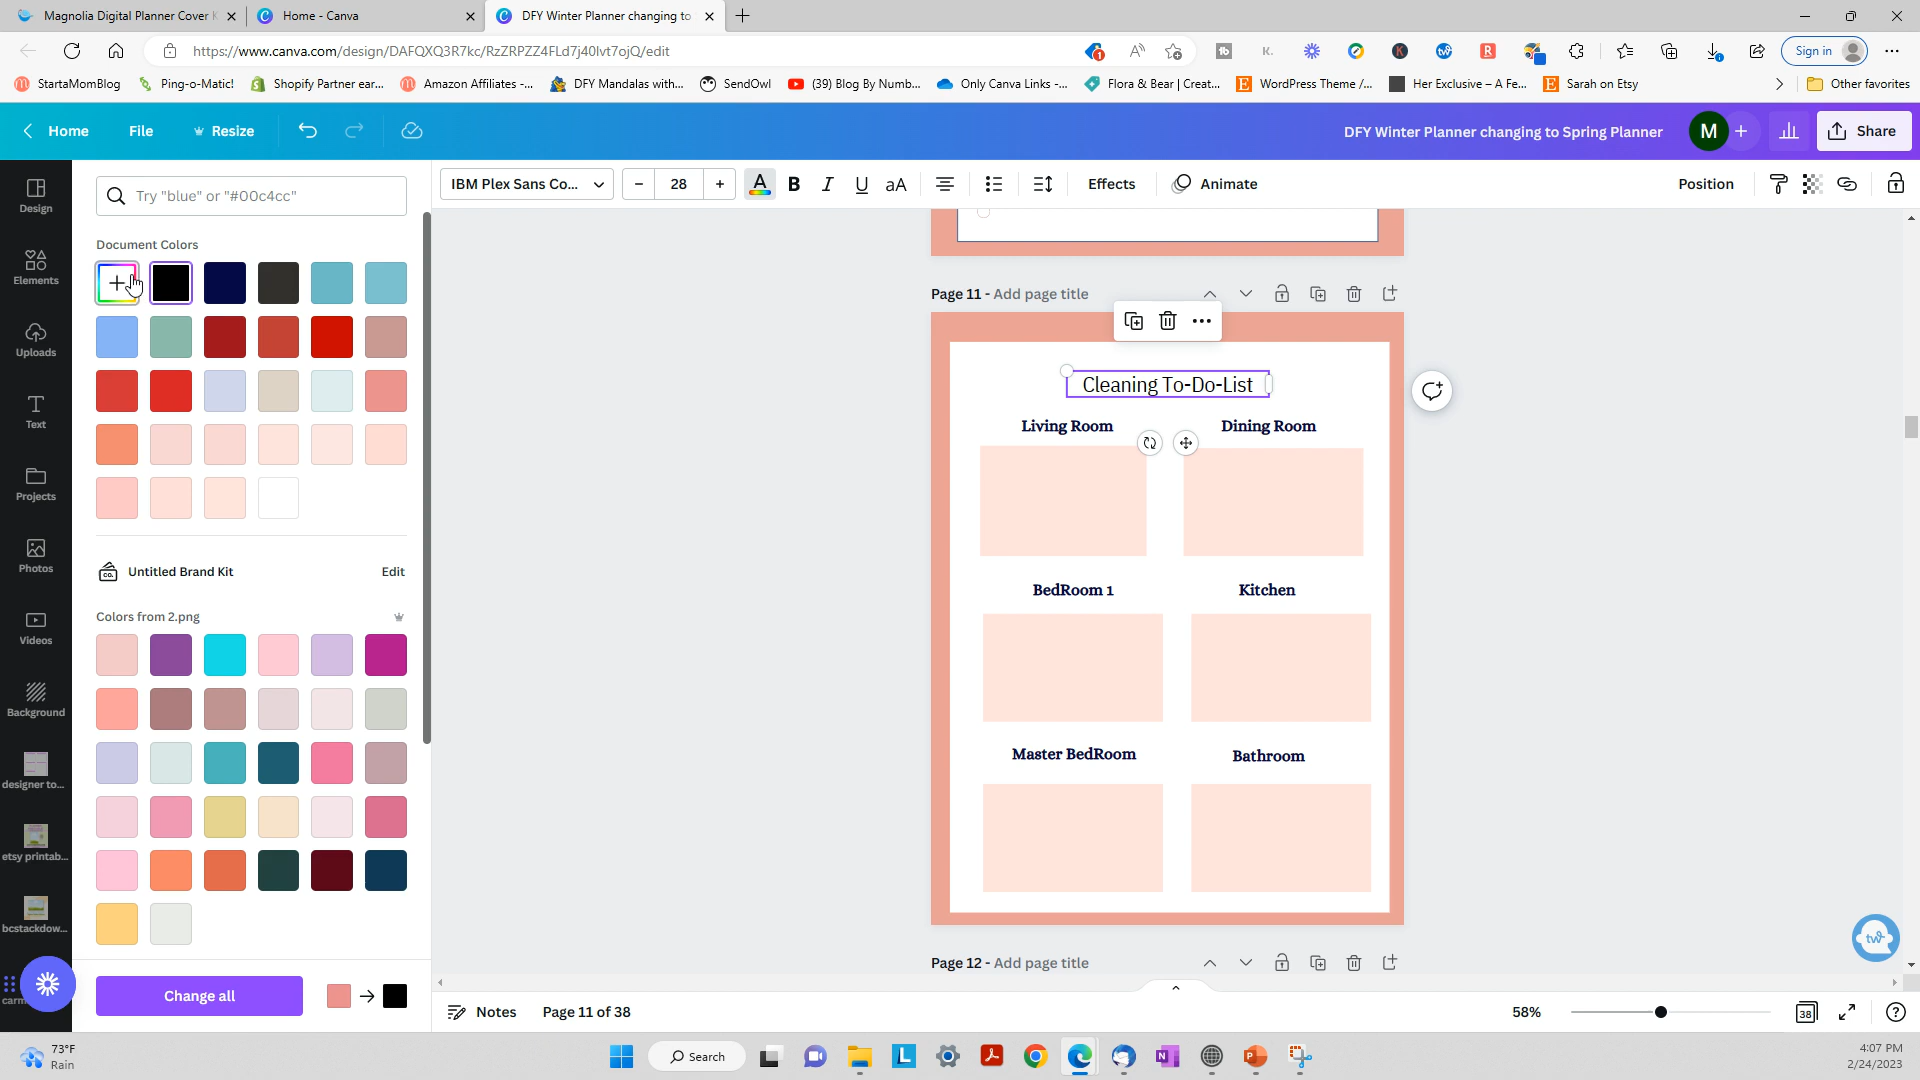 Magnolia Digital Planner Cover
Home - Canva
DFY Winter Planner changing to
https://www.canva.com/design/DAFQXQ3R7kc/RzZRPZZ4FLd7j40lvt7ojQ/edit
Sign in
StartaMomBlog
Ping-o-Matic!
Shopify Partner ear...
Amazon Affiliates -...
DFY Mandalas with...
SendOwl
(39) Blog By Numb...
Only Canva Links -...
Flora & Bear | Creat...
WordPress Theme /...
Her Exclusive – A Fe...
Sarah on Etsy
Other favorites
Home
File
Resize
DFY Winter Planner changing to Spring Planner
M
Share
Design
Elements
Uploads
Text
Projects
Photos
Videos
Background
designer to...
etsy printab...
bcstackdow...
Try "blue" or "#00c4cc"
Document Colors
Untitled Brand Kit
Edit
Colors from 2.png
Change all
IBM Plex Sans Co...
28
A
B
I
U
aA
Effects
Animate
Position
Page 11 - Add page title
Cleaning To-Do-List
Living Room
Dining Room
BedRoom 1
Kitchen
Master BedRoom
Bathroom
Page 12 - Add page title
Notes
Page 11 of 38
58%
38
73°F
Rain
Search
4:07 PM
2/24/2023